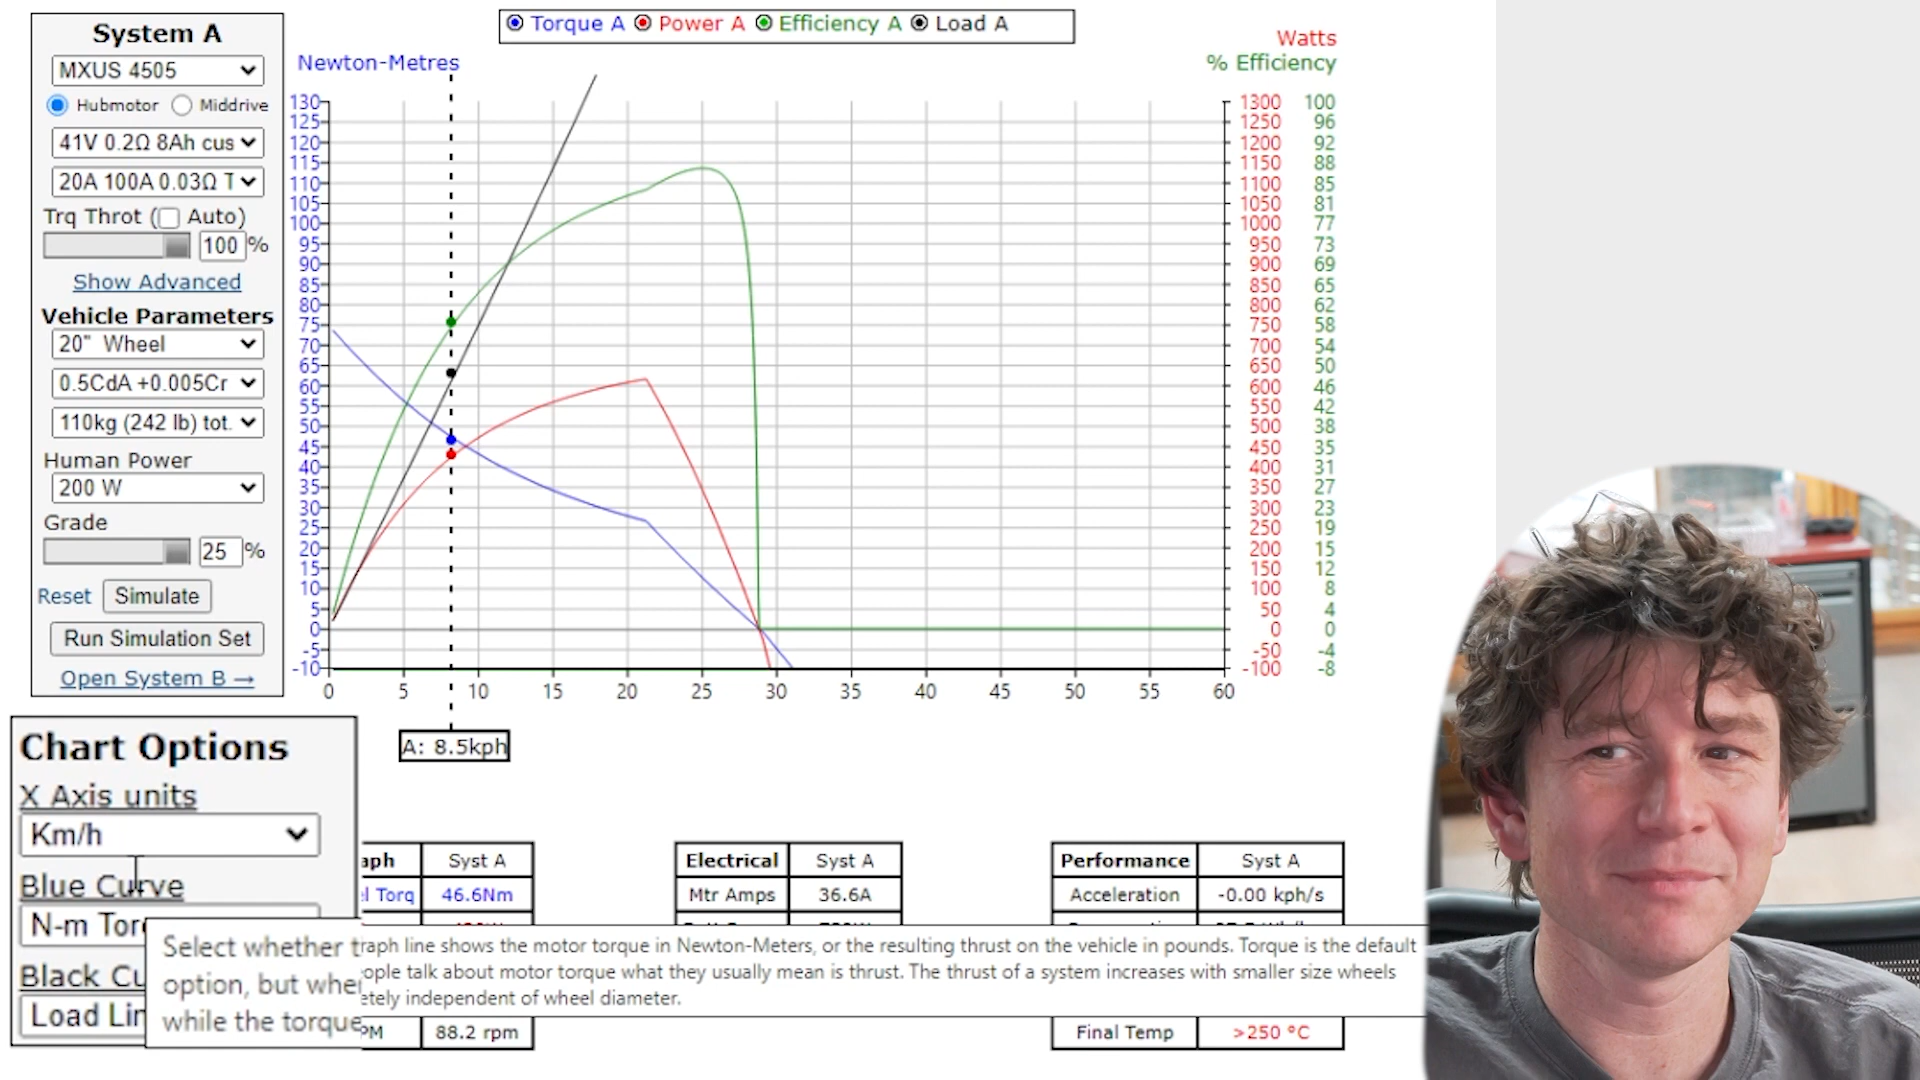 System A
MXUS 4505
Hubmotor Middrive
41V 0.2Ω 8Ah cus
20A 100A 0.03Ω T
Trq Throt ( Auto)
100 %
Show Advanced
Vehicle Parameters
20" Wheel
0.5CdA +0.005Cr
110kg (242 lb) tot.
Human Power
200 W
Grade
25 %
Reset Simulate
Run Simulation Set
Open System B →
Torque A Power A Efficiency A Load A
Newton-Metres
Watts
% Efficiency
130 1300 100
125 1250 96
120 1200 92
115 1150 88
110 1100 85
105 1050 81
100 1000 77
95 950 73
90 900 69
85 850 65
80 800 62
75 750 58
70 700 54
65 650 50
60 600 46
55 550 42
50 500 38
45 450 35
40 400 31
35 350 27
30 300 23
25 250 19
20 200 15
15 150 12
10 100 8
5 50 4
0 0 0
-5 -50 -4
-10 -100 -8
0 5 10 15 20 25 30 35 40 45 50 55 60
A: 8.5kph
Chart Options
X Axis units
Km/h
Blue Curve
N-m Tor
Black Cu
Load Lin
Select whether t
option, but whe
while the torque
aph Syst A
l Torq 46.6Nm
Electrical Syst A
Mtr Amps 36.6A
Performance Syst A
Acceleration -0.00 kph/s
raph line shows the motor torque in Newton-Meters, or the resulting thrust on the vehicle in pounds. Torque is the default
ople talk about motor torque what they usually mean is thrust. The thrust of a system increases with smaller size wheels
etely independent of wheel diameter.
PM 88.2 rpm
Final Temp >250 °C